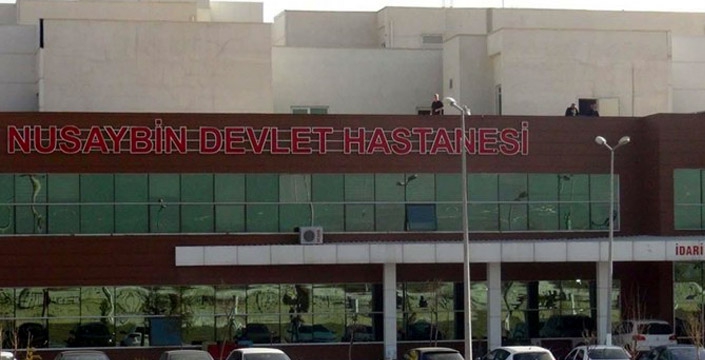 NUSAYBİN DEVLET HASTANESİ
İDARİ